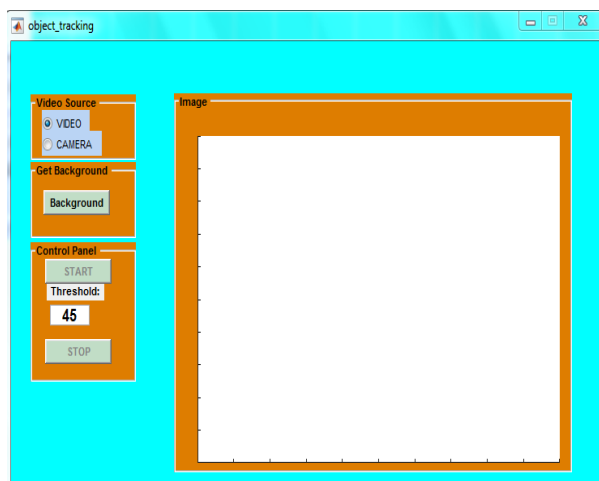 object_tracking
Video Source
VIDEO
CAMERA
Get Background
Background
Control Panel
START
Threshold:
45
STOP
Image